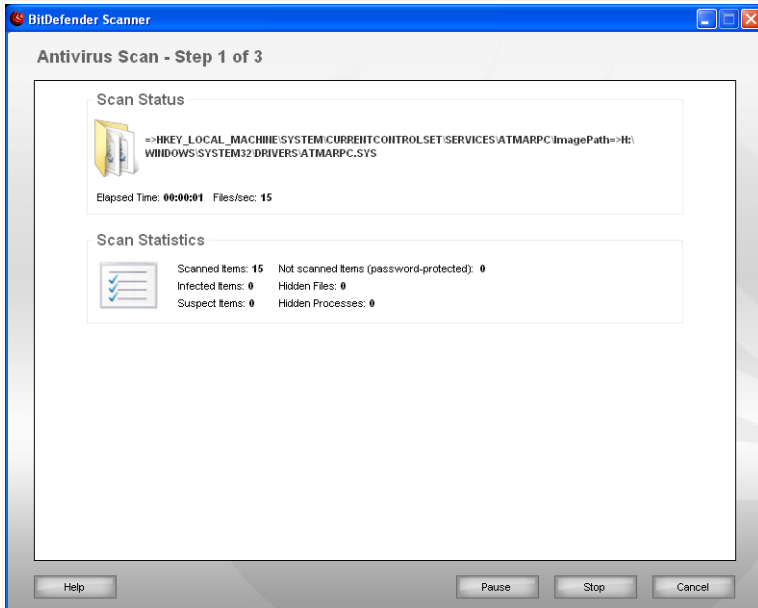 BitDefender Scanner
Antivirus Scan - Step 1 of 3
Scan Status
=>HKEY_LOCAL_MACHINE\SYSTEM\CURRENTCONTROLSET\SERVICES\ATMARPC\ImagePath=>H:\
WINDOWS\SYSTEM32\DRIVERS\ATMARPC.SYS
Elapsed Time: 00:00:01 Files/sec: 15
Scan Statistics
Scanned Items: 15 Not scanned Items (password-protected): 0
Infected Items: 0 Hidden Files: 0
Suspect Items: 0 Hidden Processes: 0
Help Pause Stop Cancel